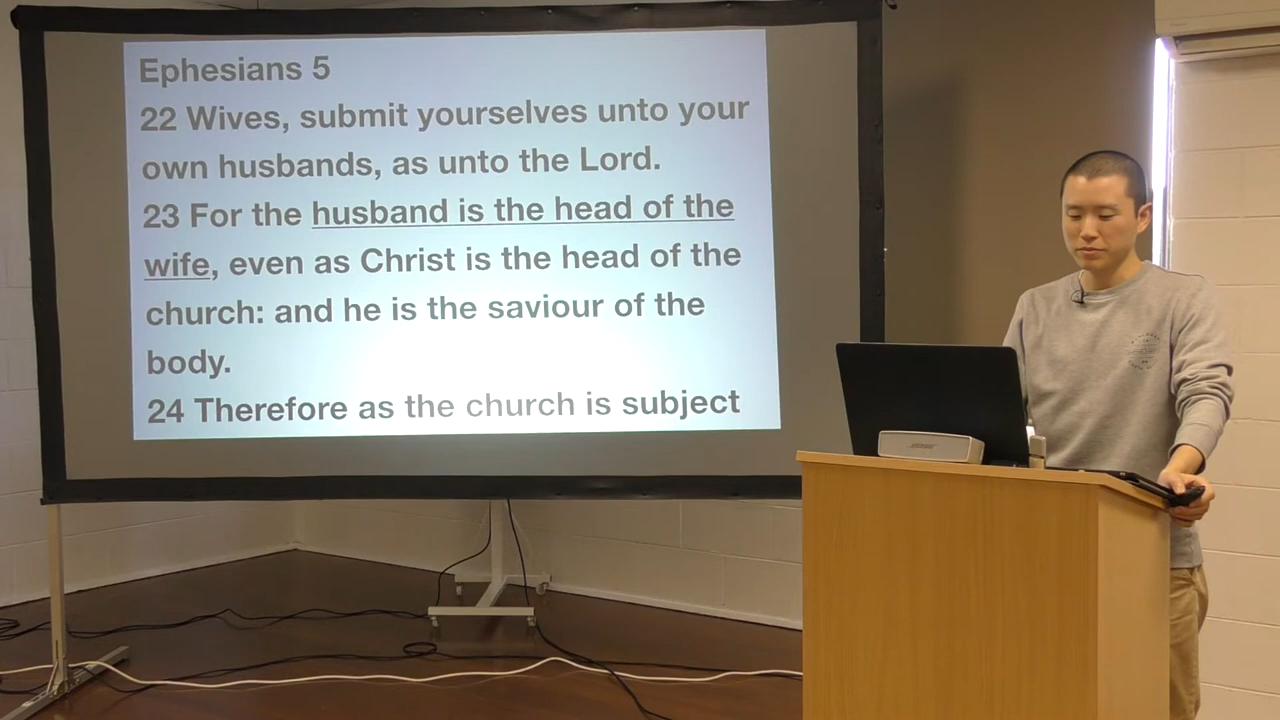 Ephesians 5
22 Wives, submit yourselves unto your
own husbands, as unto the Lord.
23 For the husband is the head of the
wife, even as Christ is the head of the
church: and he is the saviour of the
body.
24 Therefore as the church is subject